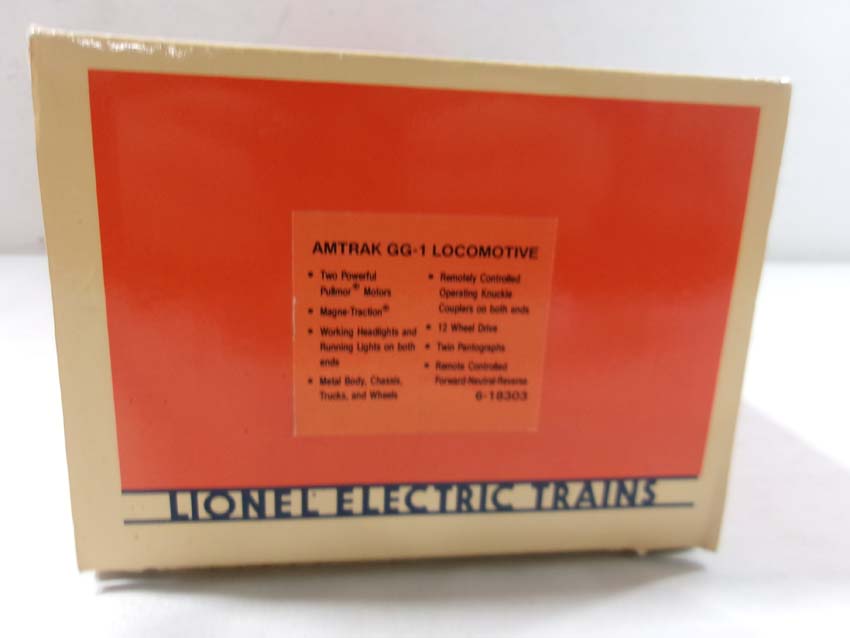 AMTRAK GG-1 LOCOMOTIVE
• Two Powerful
Pullmor® Motors
• Magne-Traction®
• Working Headlights and
Running Lights on both
ends
• Metal Body, Chassis,
Trucks, and Wheels
• Remotely Controlled
Operating Knuckle
Couplers on both ends
• 12 Wheel Drive
• Twin Pantographs
• Remote Controlled
Forward-Neutral-Reverse
6-18303
LIONEL ELECTRIC TRAINS